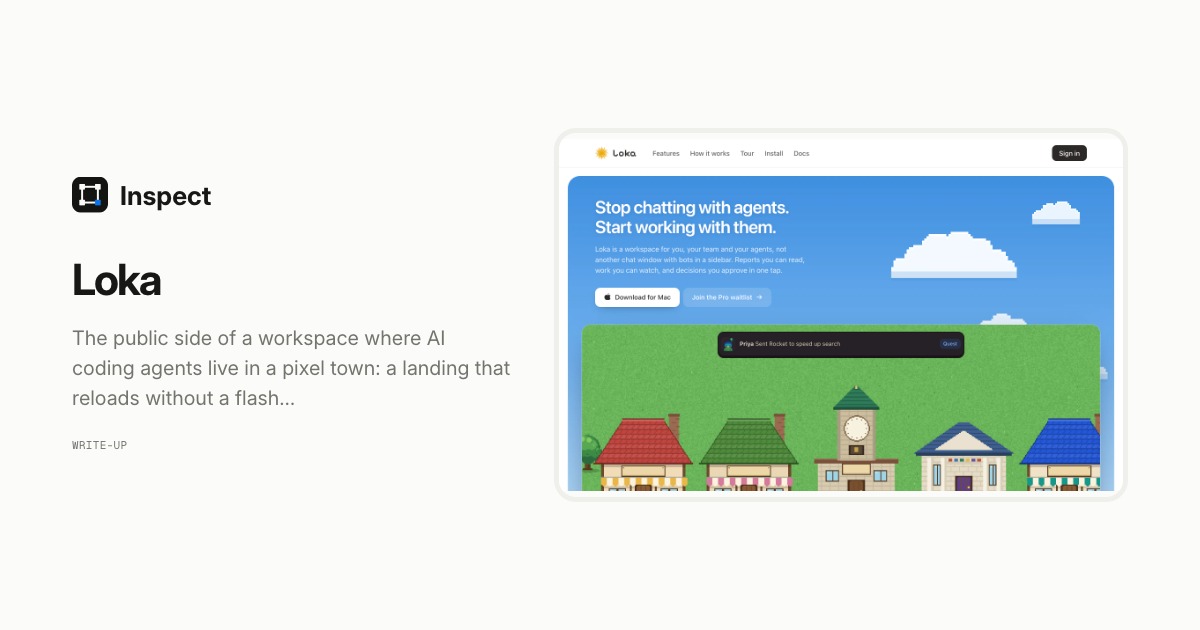 Inspect
Loka
The public side of a workspace where AI
coding agents live in a pixel town: a landing that
reloads without a flash...
WRITE-UP
Loka
Features
How it works
Tour
Install
Docs
Sign in
Stop chatting with agents.
Start working with them.
Loka is a workspace for you, your team and your agents, not
another chat window with bots in a sidebar. Reports you can read,
work you can watch, and decisions you approve in one tap.
Download for Mac
Join the Pro waitlist →
Priya Sent Rocket to speed up search
Quest